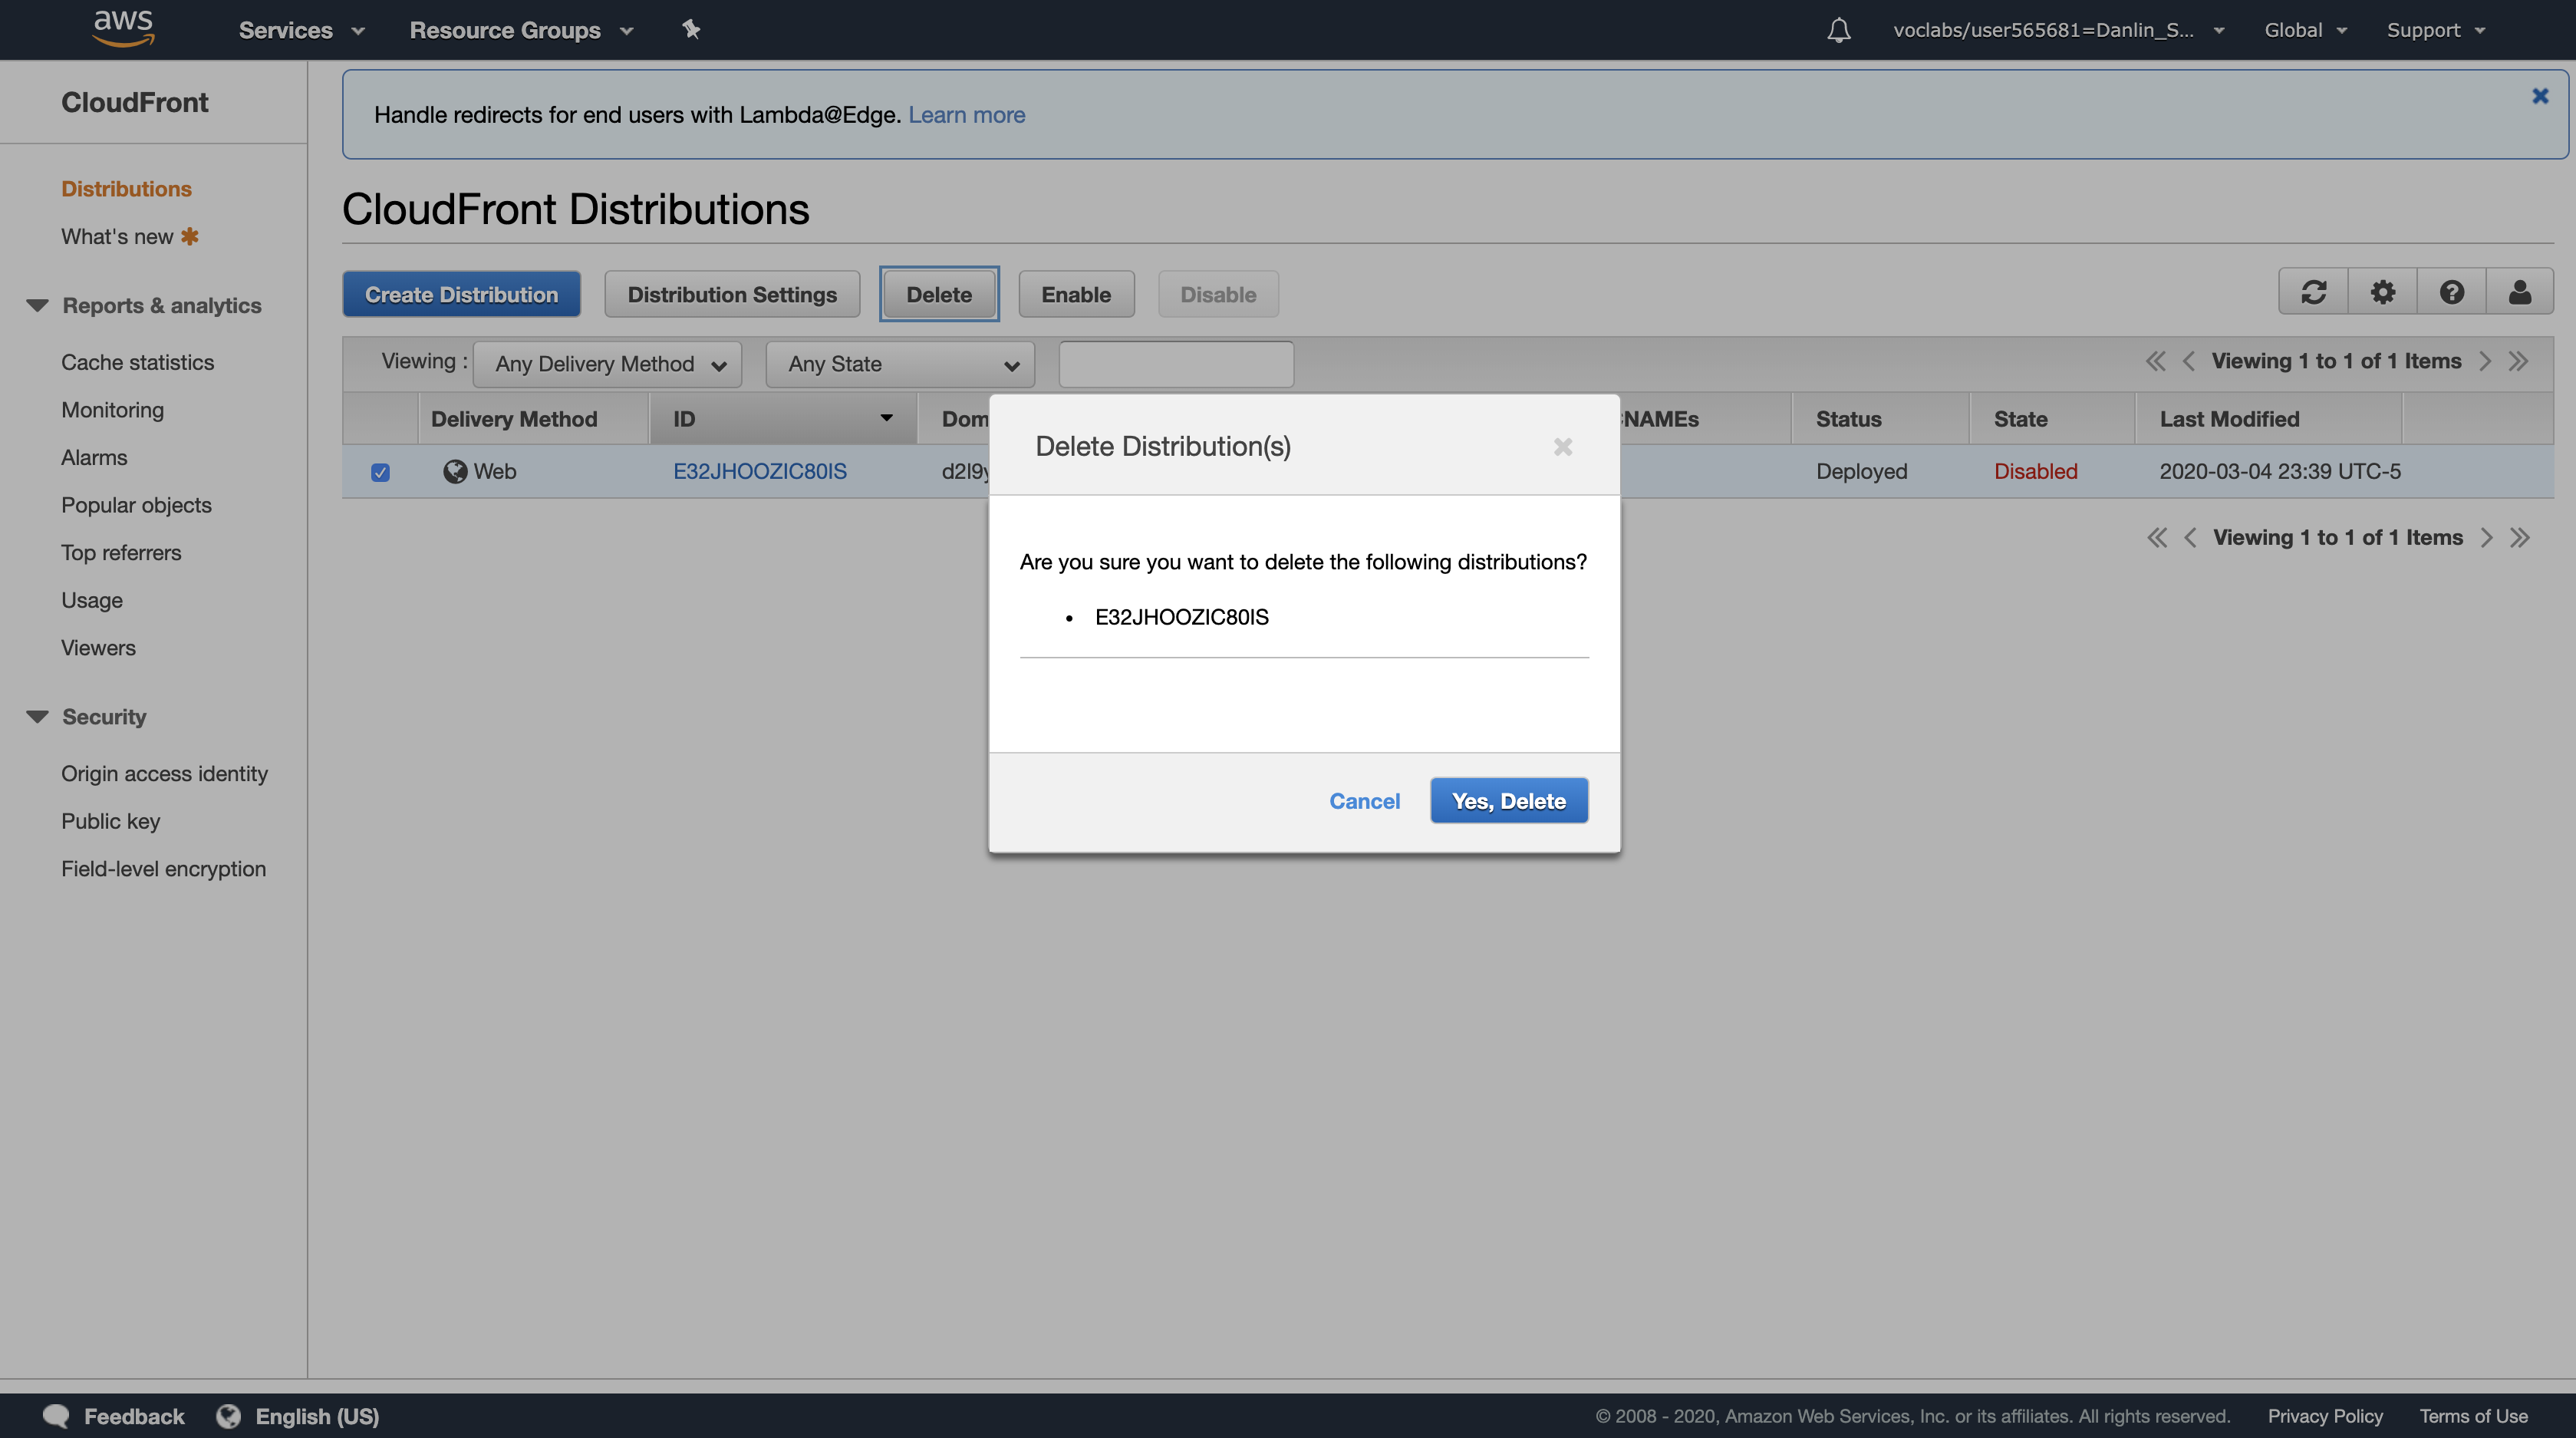 aws
Services
Resource Groups
voclabs/user565681=Danlin_S...
Global
Support
CloudFront
Distributions
What's new
Reports & analytics
Cache statistics
Monitoring
Alarms
Popular objects
Top referrers
Usage
Viewers
Security
Origin access identity
Public key
Field-level encryption
Handle redirects for end users with Lambda@Edge. Learn more
CloudFront Distributions
Create Distribution
Distribution Settings
Delete
Enable
Disable
Viewing :
Any Delivery Method
Any State
Viewing 1 to 1 of 1 Items
Delivery Method
ID
Dom
NAMEs
Status
State
Last Modified
Web
E32JHOOZIC80IS
Deployed
Disabled
2020-03-04 23:39 UTC-5
Viewing 1 to 1 of 1 Items
Delete Distribution(s)
Are you sure you want to delete the following distributions?
• E32JHOOZIC80IS
Cancel
Yes, Delete
Feedback
English (US)
© 2008 - 2020, Amazon Web Services, Inc. or its affiliates. All rights reserved.
Privacy Policy
Terms of Use